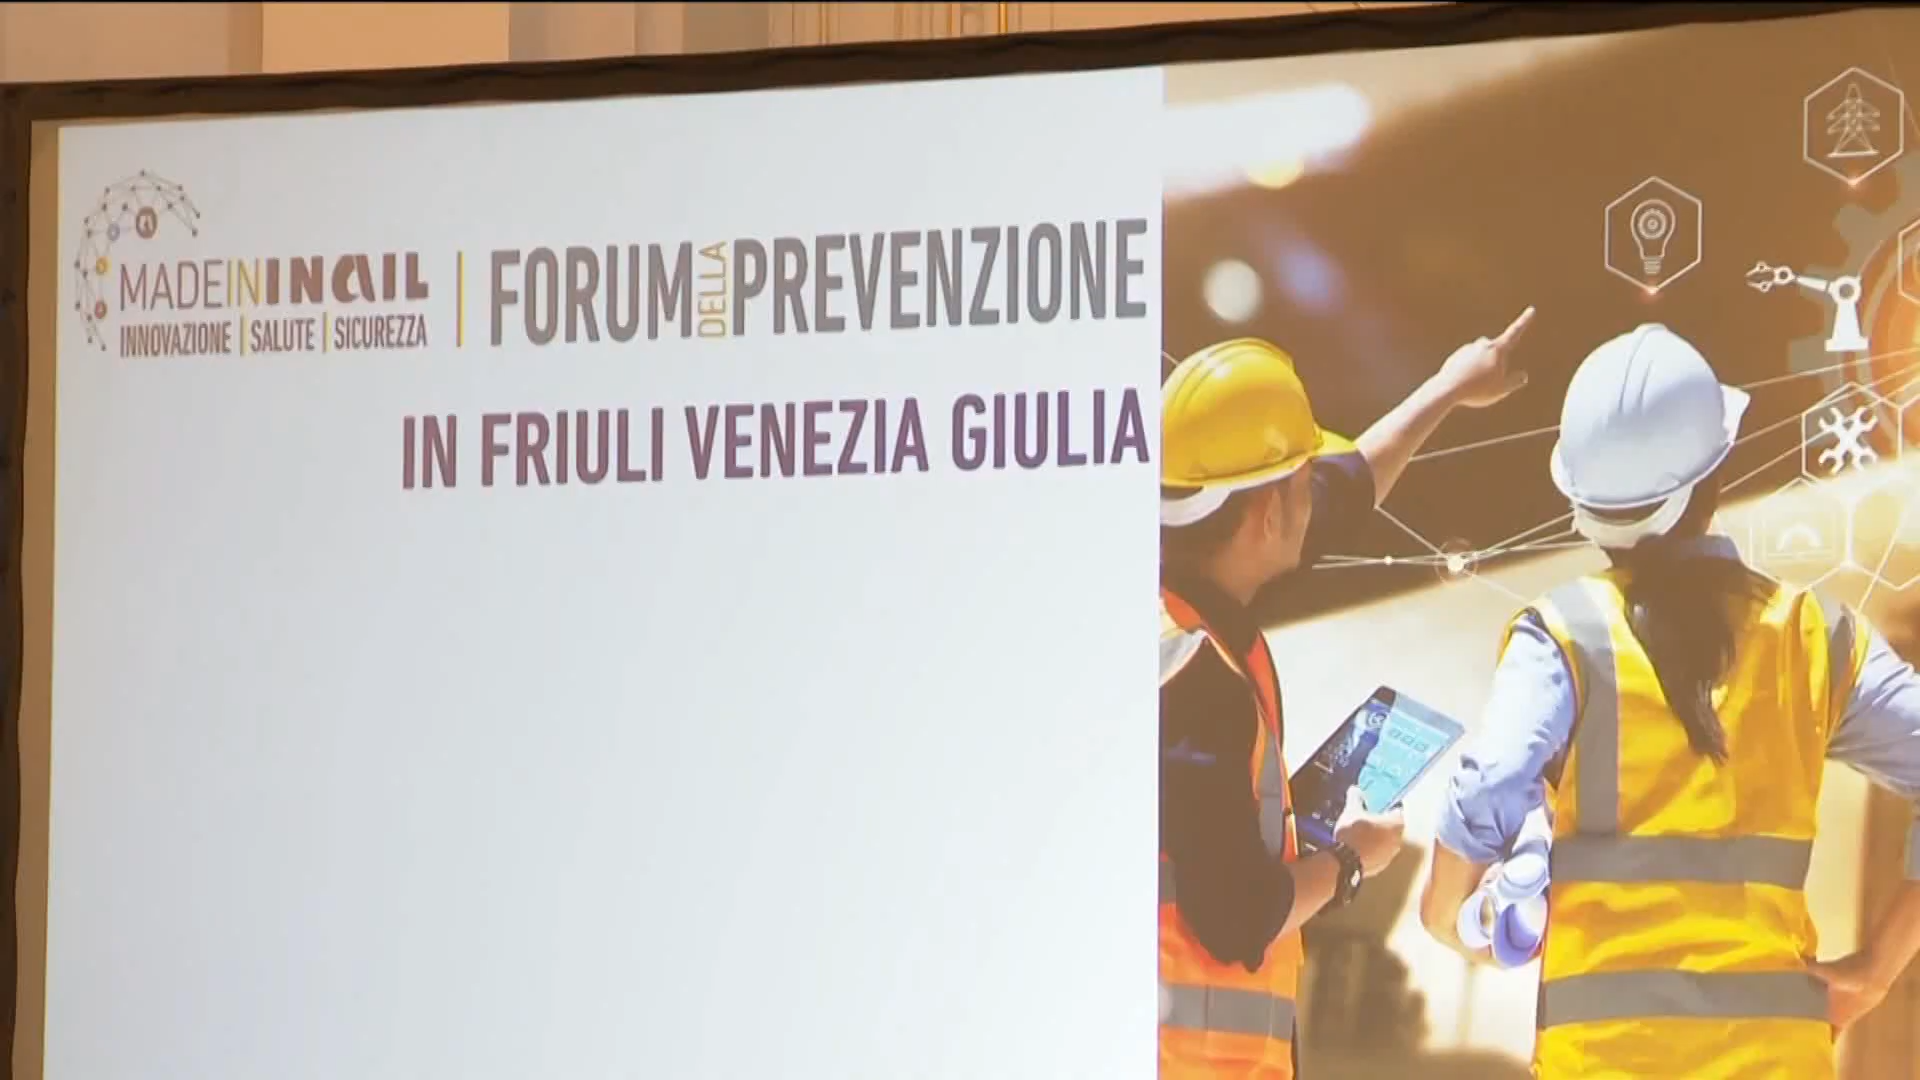 MADEININAIL
INNOVAZIONE | SALUTE | SICUREZZA
FORUM DELLA PREVENZIONE
IN FRIULI VENEZIA GIULIA